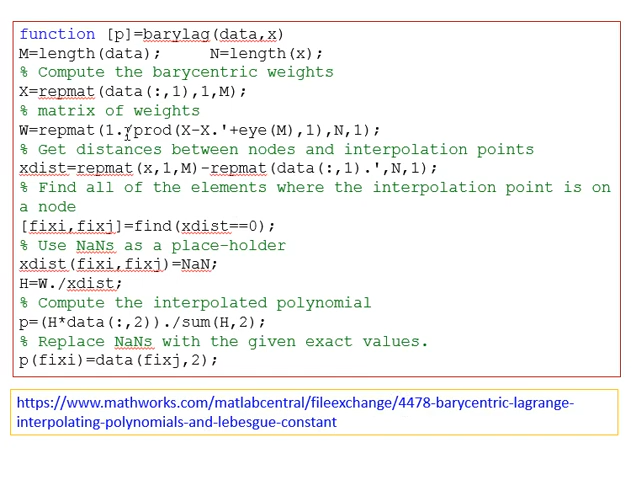 function [p]=barylag(data,x)
M=length(data);     N=length(x);
% Compute the barycentric weights
X=repmat(data(:,1),1,M);
% matrix of weights
W=repmat(1./prod(X-X.'+eye(M),1),N,1);
% Get distances between nodes and interpolation points
xdist=repmat(x,1,M)-repmat(data(:,1).',N,1);
% Find all of the elements where the interpolation point is on
a node
[fixi,fixj]=find(xdist==0);
% Use NaNs as a place-holder
xdist(fixi,fixj)=NaN;
H=W./xdist;
% Compute the interpolated polynomial
p=(H*data(:,2))./sum(H,2);
% Replace NaNs with the given exact values.
p(fixi)=data(fixj,2);
https://www.mathworks.com/matlabcentral/fileexchange/4478-barycentric-lagrange-
interpolating-polynomials-and-lebesgue-constant